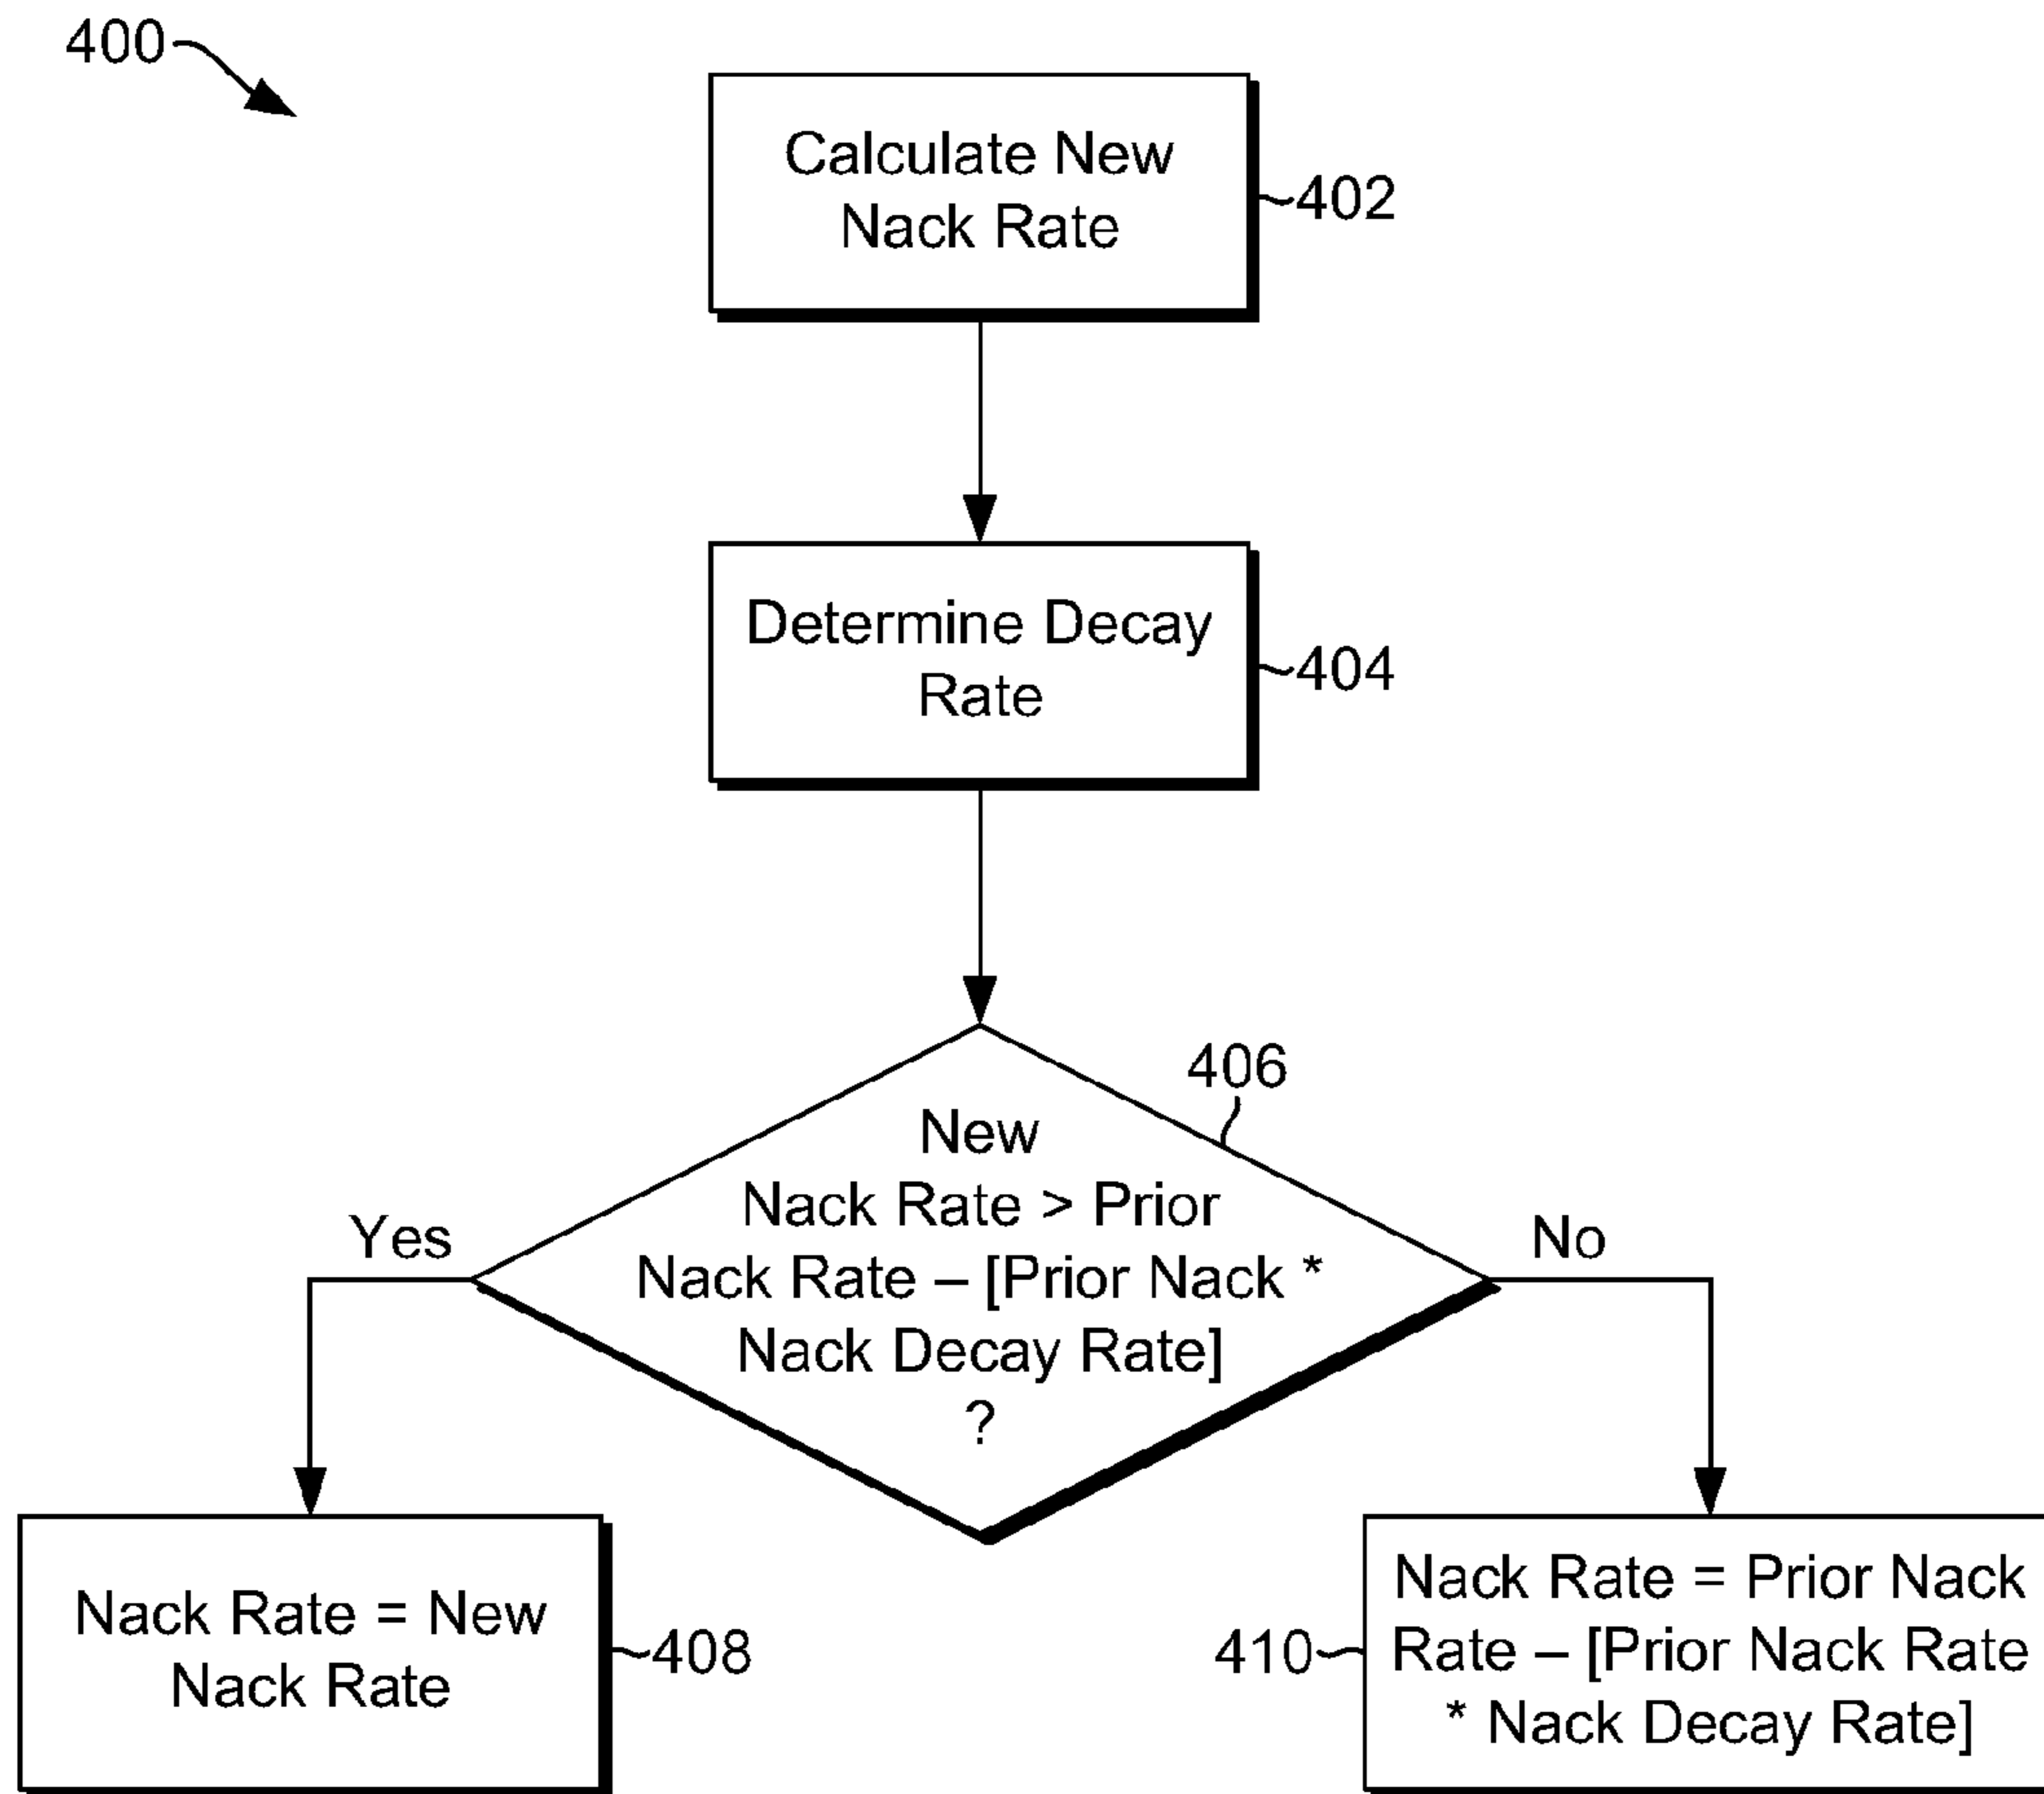 400
Calculate New
Nack Rate
402
Determine Decay
Rate
404
406
New
Nack Rate > Prior
Nack Rate – [Prior Nack *
Nack Decay Rate]
?
Yes
No
Nack Rate = New
Nack Rate
408
410
Nack Rate = Prior Nack
Rate – [Prior Nack Rate
* Nack Decay Rate]